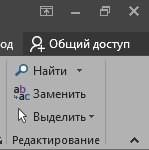 од Общий доступ
Найти
Заменить
Выделить
Редактирование